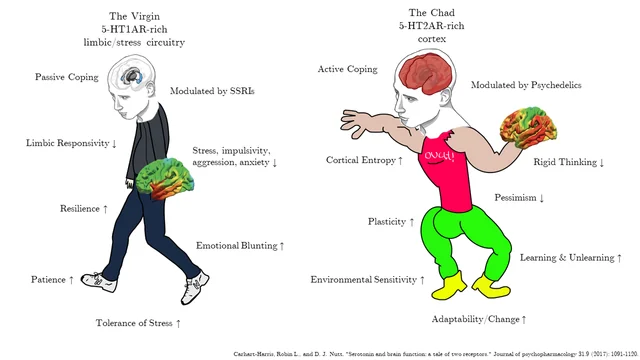 The Virgin
5-HT1AR-rich
limbic/stress circuitry
Passive Coping
Modulated by SSRIs
Limbic Responsivity ↓
Stress, impulsivity,
aggression, anxiety ↓
Resilience ↑
Emotional Blunting ↑
Patience ↑
Tolerance of Stress ↑
The Chad
5-HT2AR-rich
cortex
Active Coping
Modulated by Psychedelics
OUCH!
Cortical Entropy ↑
Rigid Thinking ↓
Pessimism ↓
Plasticity ↑
Learning & Unlearning ↑
Environmental Sensitivity ↑
Adaptability/Change ↑
Carhart-Harris, Robin L., and D. J. Nutt. "Serotonin and brain function: a tale of two receptors." Journal of psychopharmacology 31.9 (2017): 1091-1120.